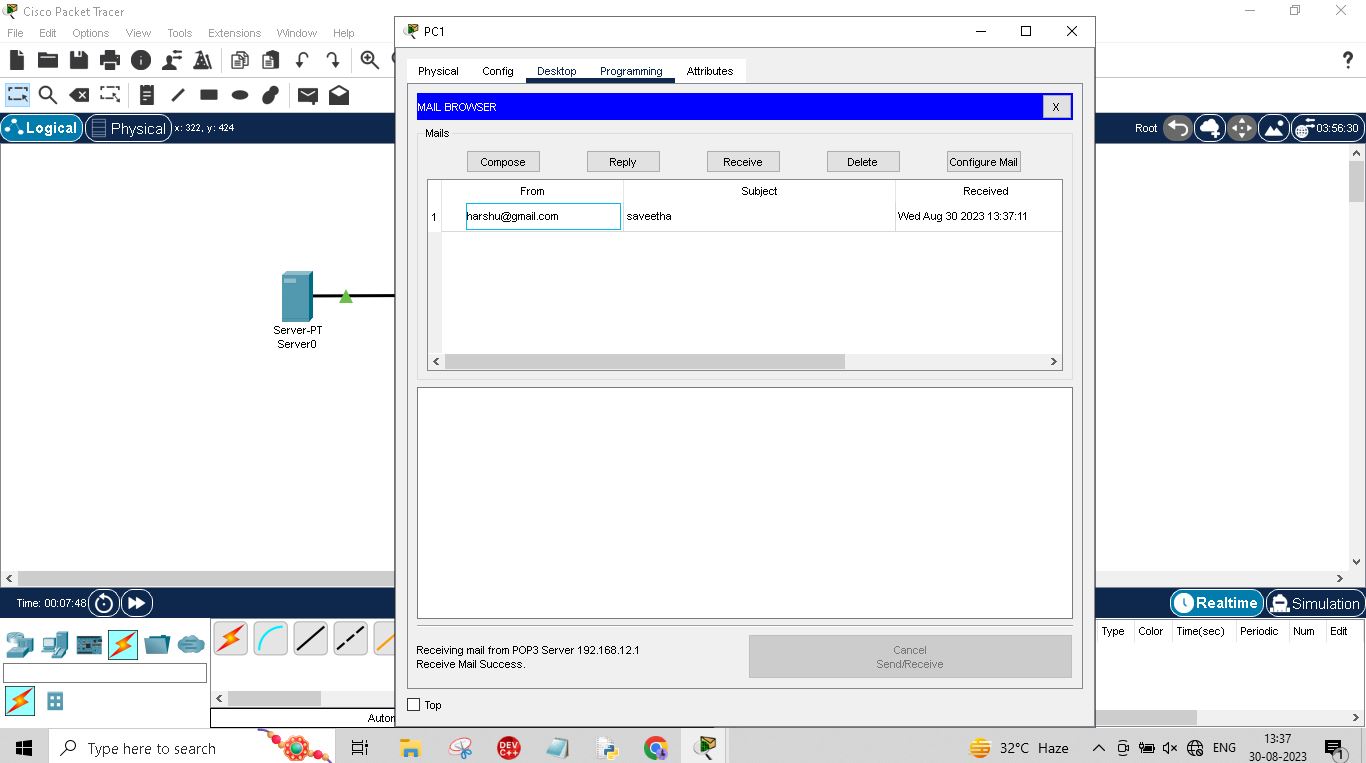 Cisco Packet Tracer
File Edit Options View Tools Extensions Window Help
Logical Physical x: 322, y: 424 Root 03:56:30
PC1
Physical Config Desktop Programming Attributes
MAIL BROWSER X
Mails
Compose Reply Receive Delete Configure Mail
From Subject Received
1 harshu@gmail.com saveetha Wed Aug 30 2023 13:37:11
Server-PT
Server0
Time: 00:07:48 Realtime Simulation
Type Color Time(sec) Periodic Num Edit
Receiving mail from POP3 Server 192.168.12.1
Receive Mail Success.
Cancel
Send/Receive
Top
Type here to search
DEV
C++
32°C Haze ENG
13:37
30-08-2023
1